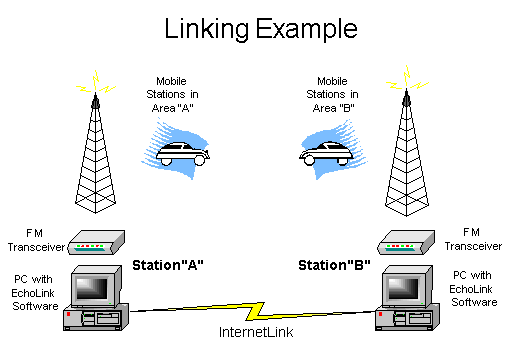 Linking Example
Mobile
Stations in
Area "A"
Mobile
Stations in
Area "B"
FM
Transceiver
Station"A"
PC with
EchoLink
Software
FM
Transceiver
Station"B"
PC with
EchoLink
Software
InternetLink